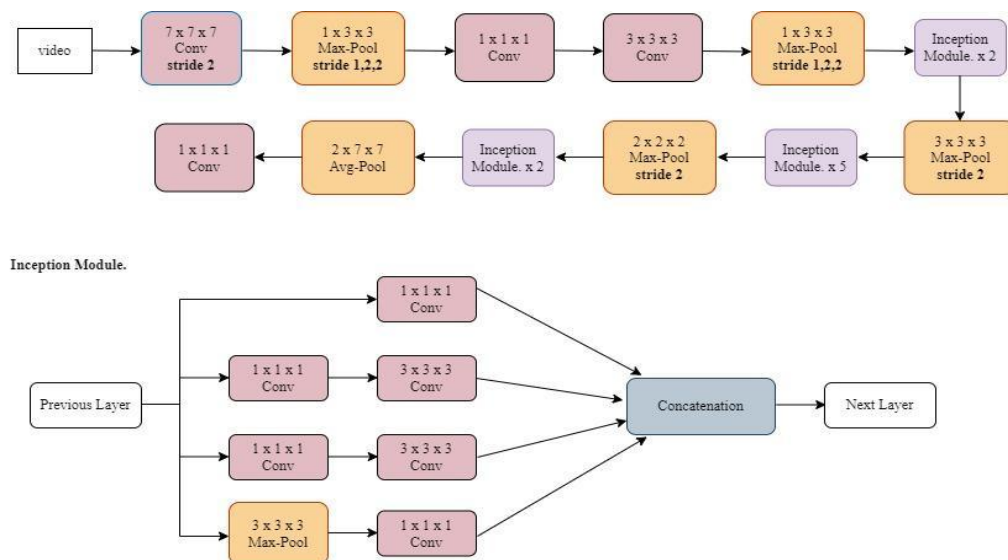 video
7 x 7 x 7
Conv
stride 2
1 x 3 x 3
Max-Pool
stride 1,2,2
1 x 1 x 1
Conv
3 x 3 x 3
Conv
1 x 3 x 3
Max-Pool
stride 1,2,2
Inception
Module. x 2
3 x 3 x 3
Max-Pool
stride 2
Inception
Module. x 5
2 x 2 x 2
Max-Pool
stride 2
Inception
Module. x 2
2 x 7 x 7
Avg-Pool
1 x 1 x 1
Conv
Inception Module.
Previous Layer
1 x 1 x 1
Conv
1 x 1 x 1
Conv
3 x 3 x 3
Conv
1 x 1 x 1
Conv
3 x 3 x 3
Conv
3 x 3 x 3
Max-Pool
1 x 1 x 1
Conv
Concatenation
Next Layer